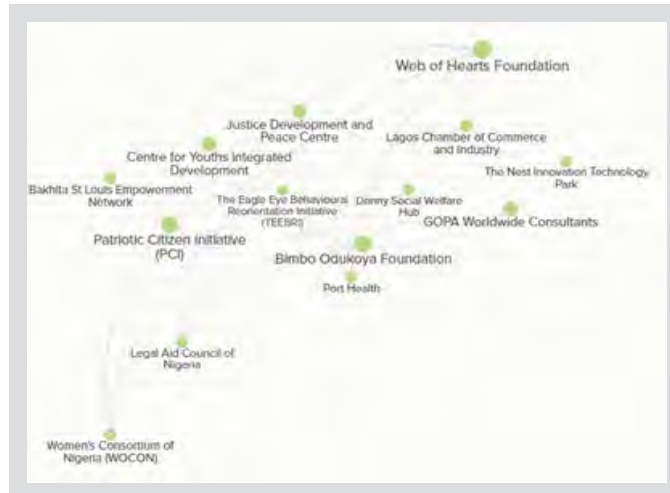 Web of Hearts Foundation
Justice Development and
Peace Centre
Lagos Chamber of Commerce
and Industry
Centre for Youths Integrated
Development
The Nest Innovation Technology
Park
Bakhita St Louis Empowerment
Network
The Eagle Eye Behavioural
Reorientation Initiative
(TEEBRI)
Donny Social Welfare
Hub
GOPA Worldwide Consultants
Patriotic Citizen Initiative
(PCI)
Bimbo Odukoya Foundation
Port Health
Legal Aid Council of
Nigeria
Women's Consortium of
Nigeria (WOCON)